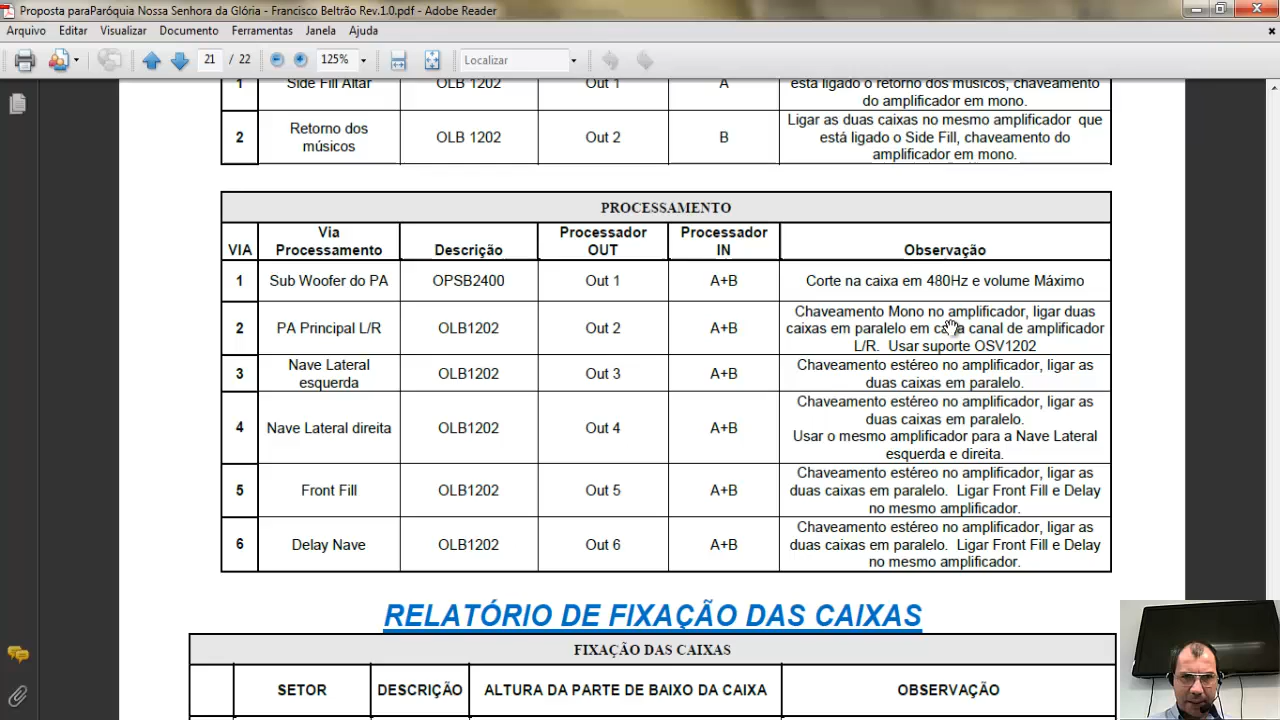 Proposta paraParóquia Nossa Senhora da Glória - Francisco Beltrão Rev.1.0.pdf - Adobe Reader
Arquivo Editar Visualizar Documento Ferramentas Janela Ajuda
21 / 22 125% Localizar
1 Side Fill Altar OLB 1202 Out 1 A está ligado o retorno dos músicos, chaveamento
do amplificador em mono.
2 Retorno dos
músicos OLB 1202 Out 2 B Ligar as duas caixas no mesmo amplificador que
está ligado o Side Fill, chaveamento do
amplificador em mono.
PROCESSAMENTO
VIA Via
Processamento Descrição Processador
OUT Processador
IN Observação
1 Sub Woofer do PA OPSB2400 Out 1 A+B Corte na caixa em 480Hz e volume Máximo
2 PA Principal L/R OLB1202 Out 2 A+B Chaveamento Mono no amplificador, ligar duas
caixas em paralelo em cada canal de amplificador
L/R. Usar suporte OSV1202
3 Nave Lateral
esquerda OLB1202 Out 3 A+B Chaveamento estéreo no amplificador, ligar as
duas caixas em paralelo.
4 Nave Lateral direita OLB1202 Out 4 A+B Chaveamento estéreo no amplificador, ligar as
duas caixas em paralelo.
Usar o mesmo amplificador para a Nave Lateral
esquerda e direita.
5 Front Fill OLB1202 Out 5 A+B Chaveamento estéreo no amplificador, ligar as
duas caixas em paralelo. Ligar Front Fill e Delay
no mesmo amplificador.
6 Delay Nave OLB1202 Out 6 A+B Chaveamento estéreo no amplificador, ligar as
duas caixas em paralelo. Ligar Front Fill e Delay
no mesmo amplificador.
RELATÓRIO DE FIXAÇÃO DAS CAIXAS
FIXAÇÃO DAS CAIXAS
SETOR DESCRIÇÃO ALTURA DA PARTE DE BAIXO DA CAIXA OBSERVAÇÃO